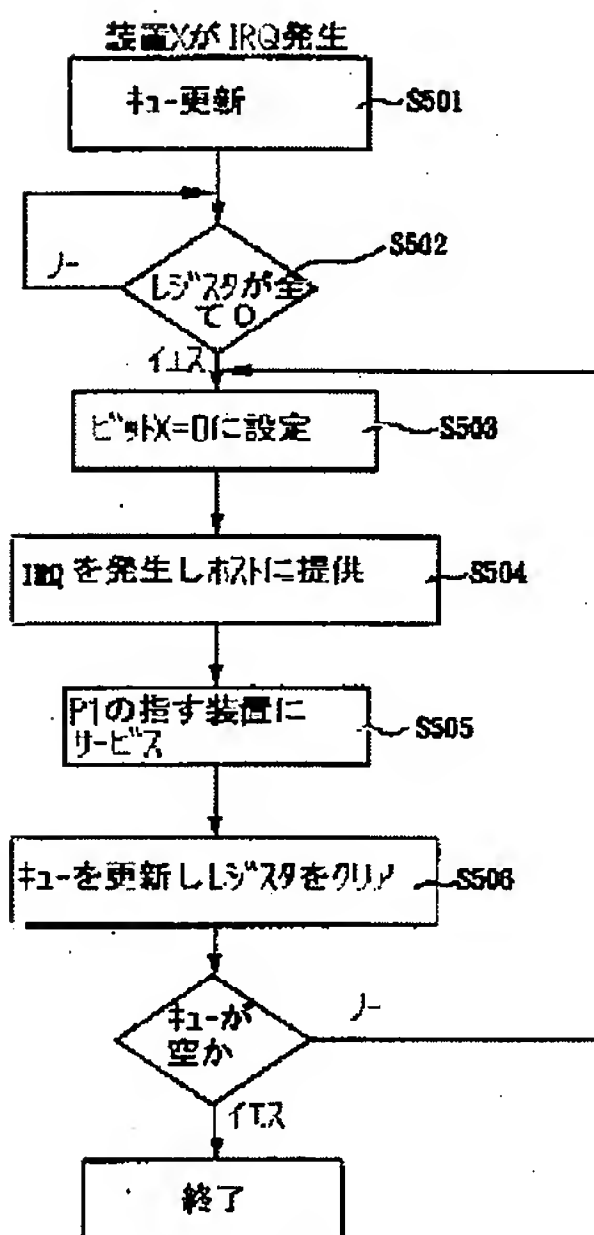 装置XがIRQ発生
キュー更新
S501
S502
ノー
レジスタが全
て0
イエス
ビットX=0に設定
S503
IRQを発生しホストに提供
S504
P1の指す装置に
サービス
S505
キューを更新しレジスタをクリア
S506
キューが
空か
ノー
イエス
終了